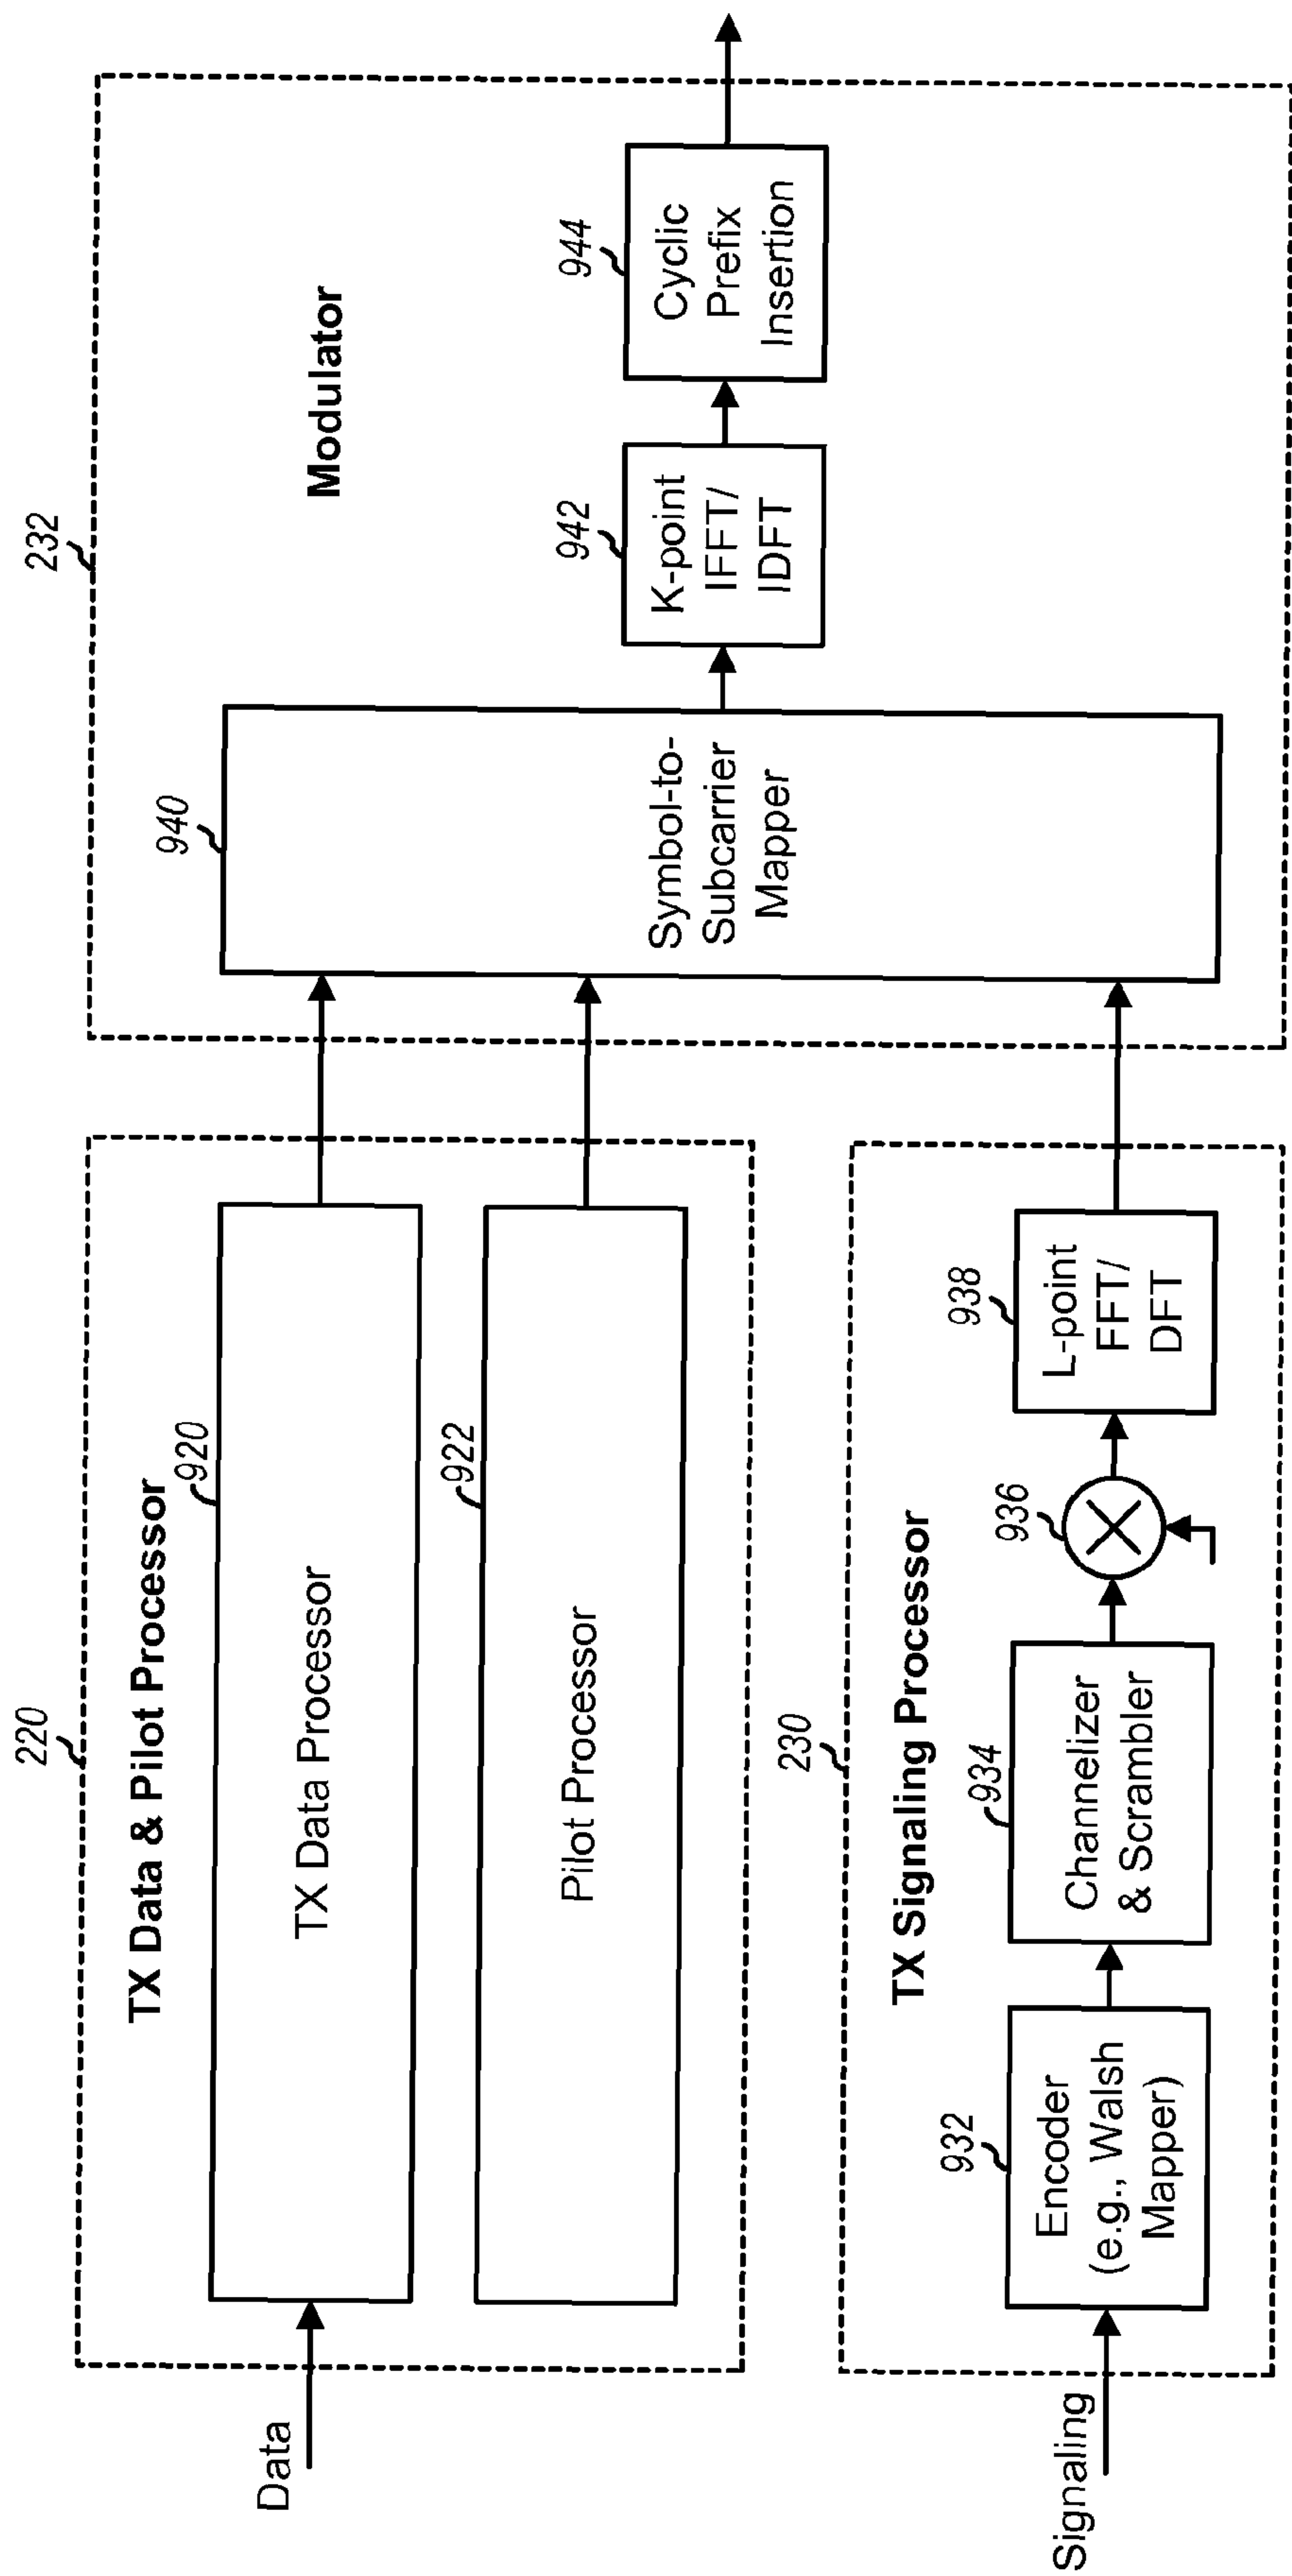 220
TX Data & Pilot Processor
Data
920
TX Data Processor
922
Pilot Processor
230
TX Signaling Processor
Signaling
932
Encoder
(e.g., Walsh
Mapper)
934
Channelizer
& Scrambler
936
938
L-point
FFT/
DFT
232
Modulator
940
Symbol-to-
Subcarrier
Mapper
942
K-point
IFFT/
IDFT
944
Cyclic
Prefix
Insertion